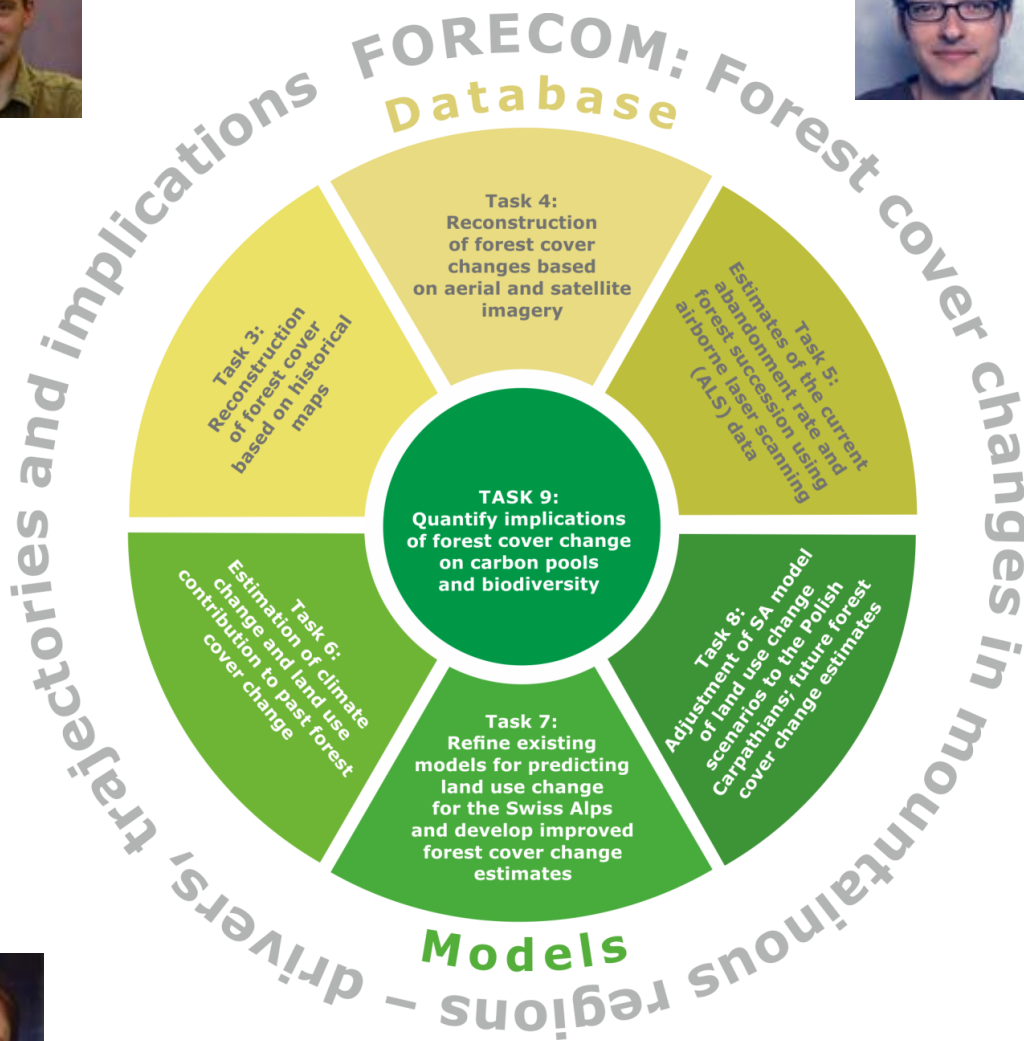 FORECOM: Forest cover changes in mountainous regions – drivers, trajectories and implications
Database
Task 3:
Reconstruction
of forest cover
based on historical
maps
Task 4:
Reconstruction
of forest cover
changes based
on aerial and satellite
imagery
Task 5:
Estimates of the current
abandonment rate and
forest succession using
airborne laser scanning
(ALS) data
TASK 9:
Quantify implications
of forest cover change
on carbon pools
and biodiversity
Task 6:
Estimation of climate
change and land use
contribution to past forest
cover change
Task 7:
Refine existing
models for predicting
land use change
for the Swiss Alps
and develop improved
forest cover change
estimates
Task 8:
Adjustment of SA model
of land use change
scenarios to the Polish
Carpathians; future forest
cover change estimates
Models